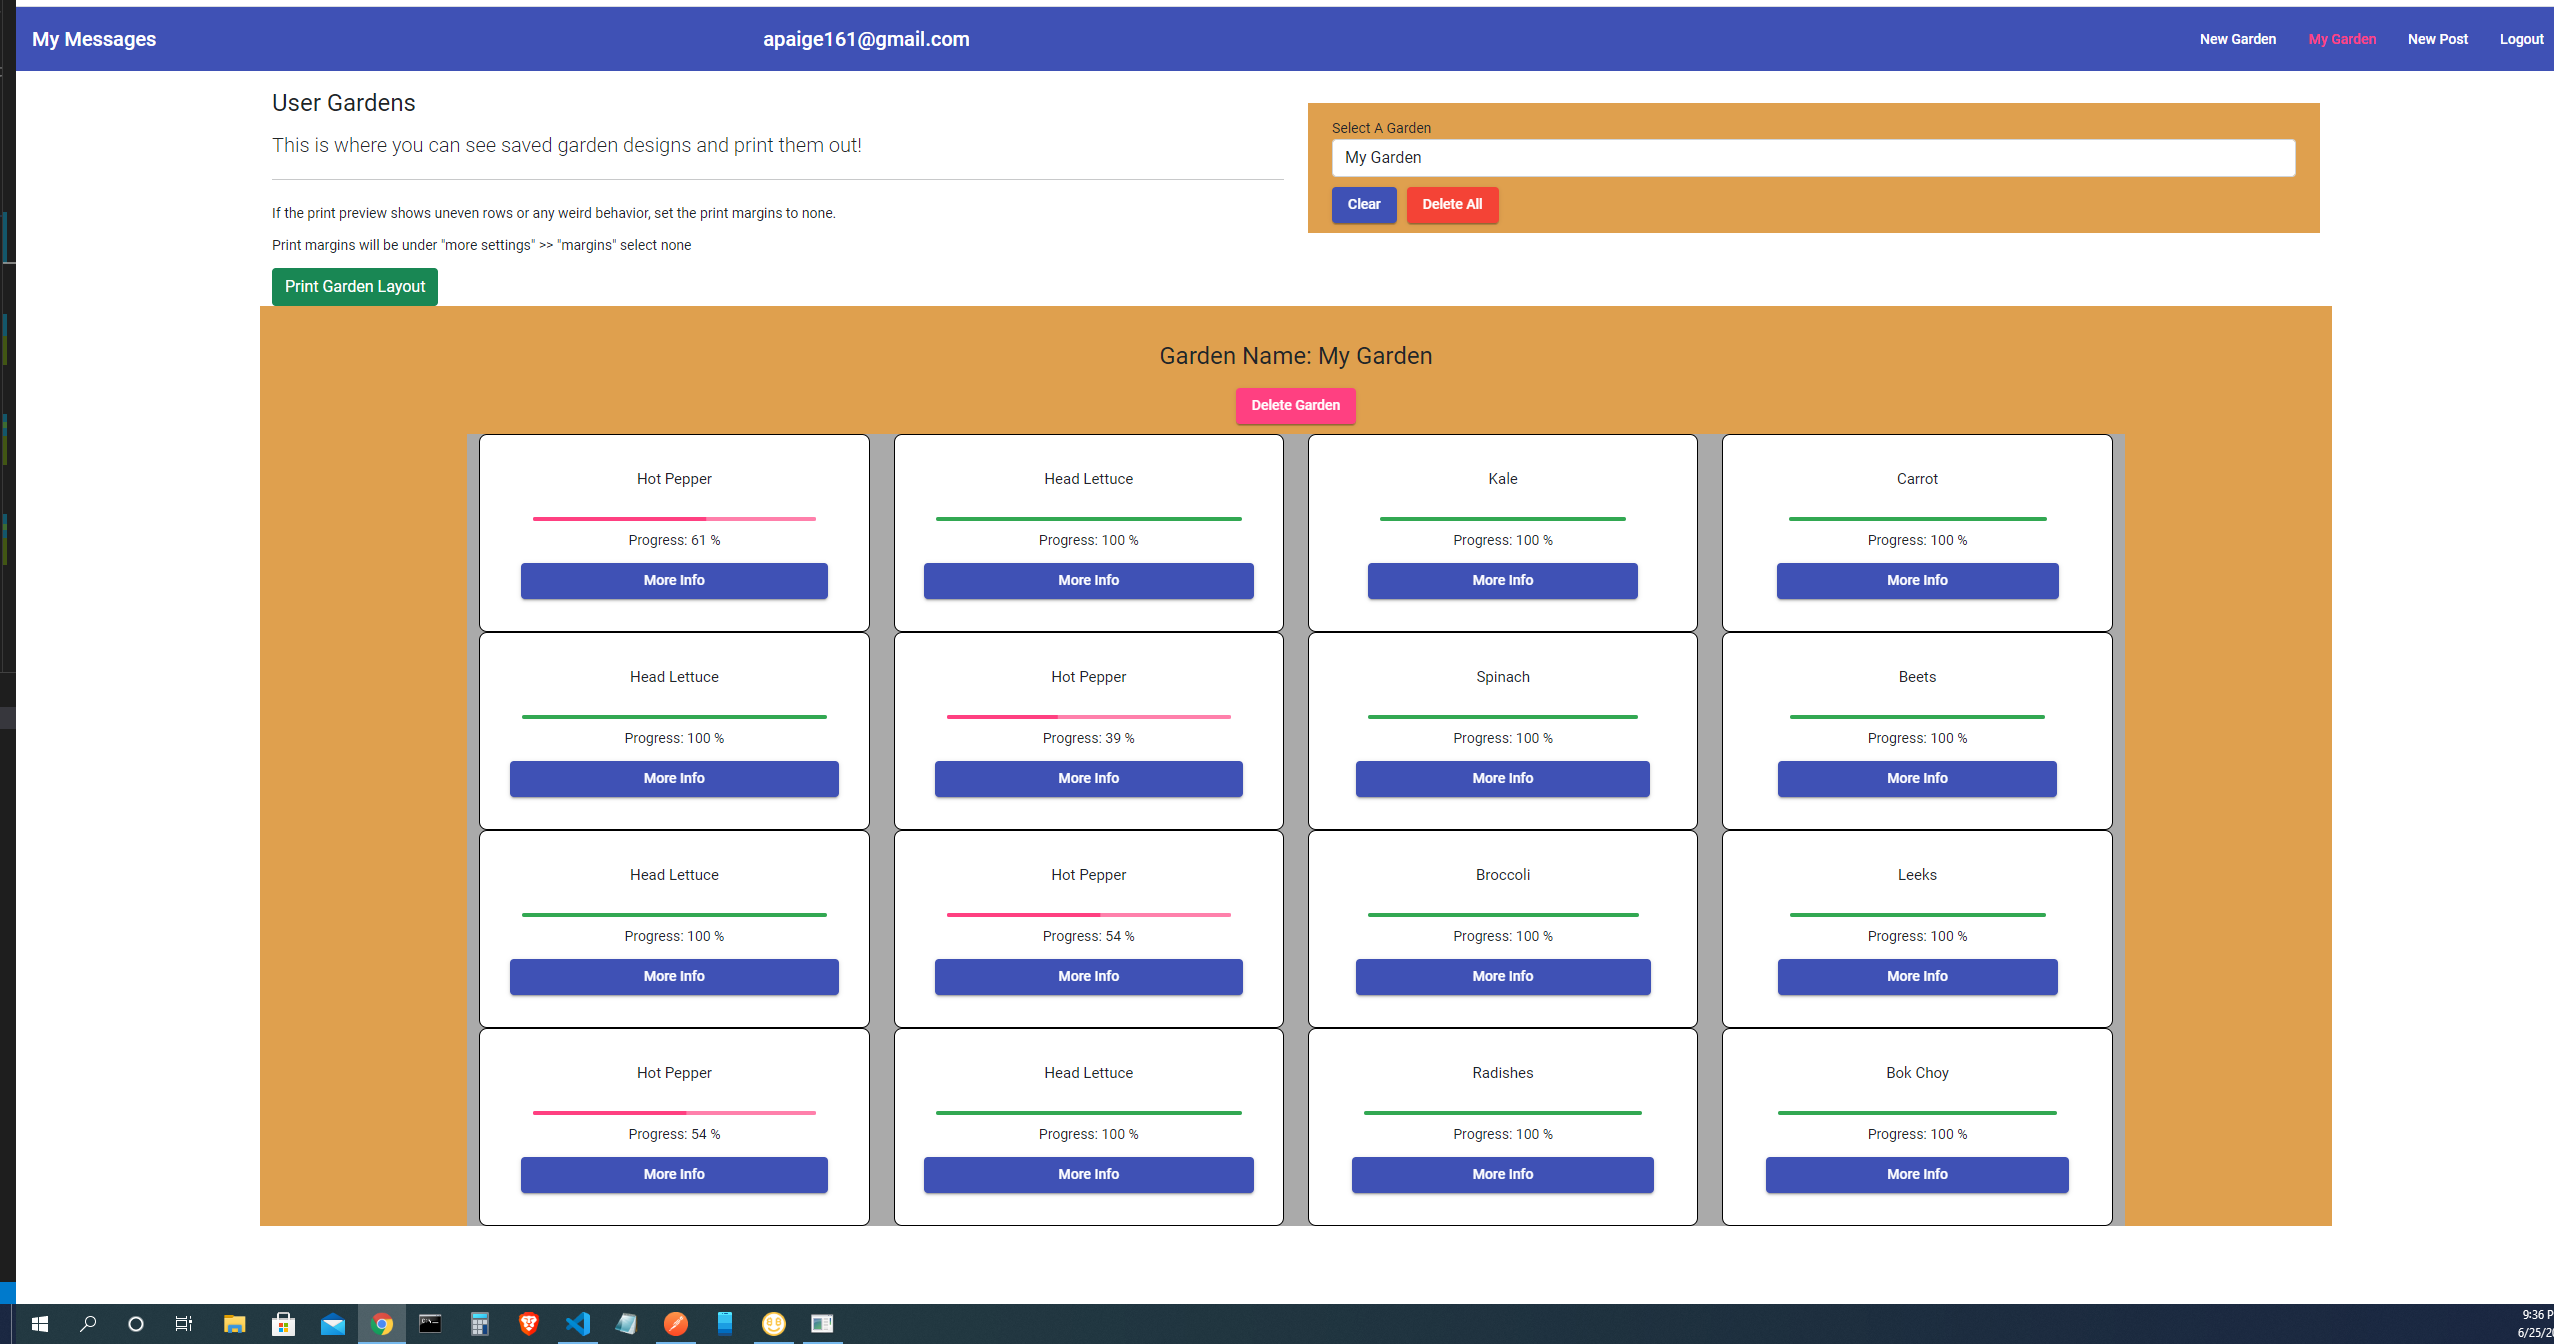 My Messages apaige161@gmail.com New Garden My Garden New Post Logout
User Gardens
This is where you can see saved garden designs and print them out!
Select A Garden
My Garden
Clear Delete All
If the print preview shows uneven rows or any weird behavior, set the print margins to none.
Print margins will be under "more settings" >> "margins" select none
Print Garden Layout
Garden Name: My Garden
Delete Garden
Hot Pepper Head Lettuce Kale Carrot
Progress: 61 % Progress: 100 % Progress: 100 % Progress: 100 %
More Info More Info More Info More Info
Head Lettuce Hot Pepper Spinach Beets
Progress: 100 % Progress: 39 % Progress: 100 % Progress: 100 %
More Info More Info More Info More Info
Head Lettuce Hot Pepper Broccoli Leeks
Progress: 100 % Progress: 54 % Progress: 100 % Progress: 100 %
More Info More Info More Info More Info
Hot Pepper Head Lettuce Radishes Bok Choy
Progress: 54 % Progress: 100 % Progress: 100 % Progress: 100 %
More Info More Info More Info More Info
9:36 P
6/25/20